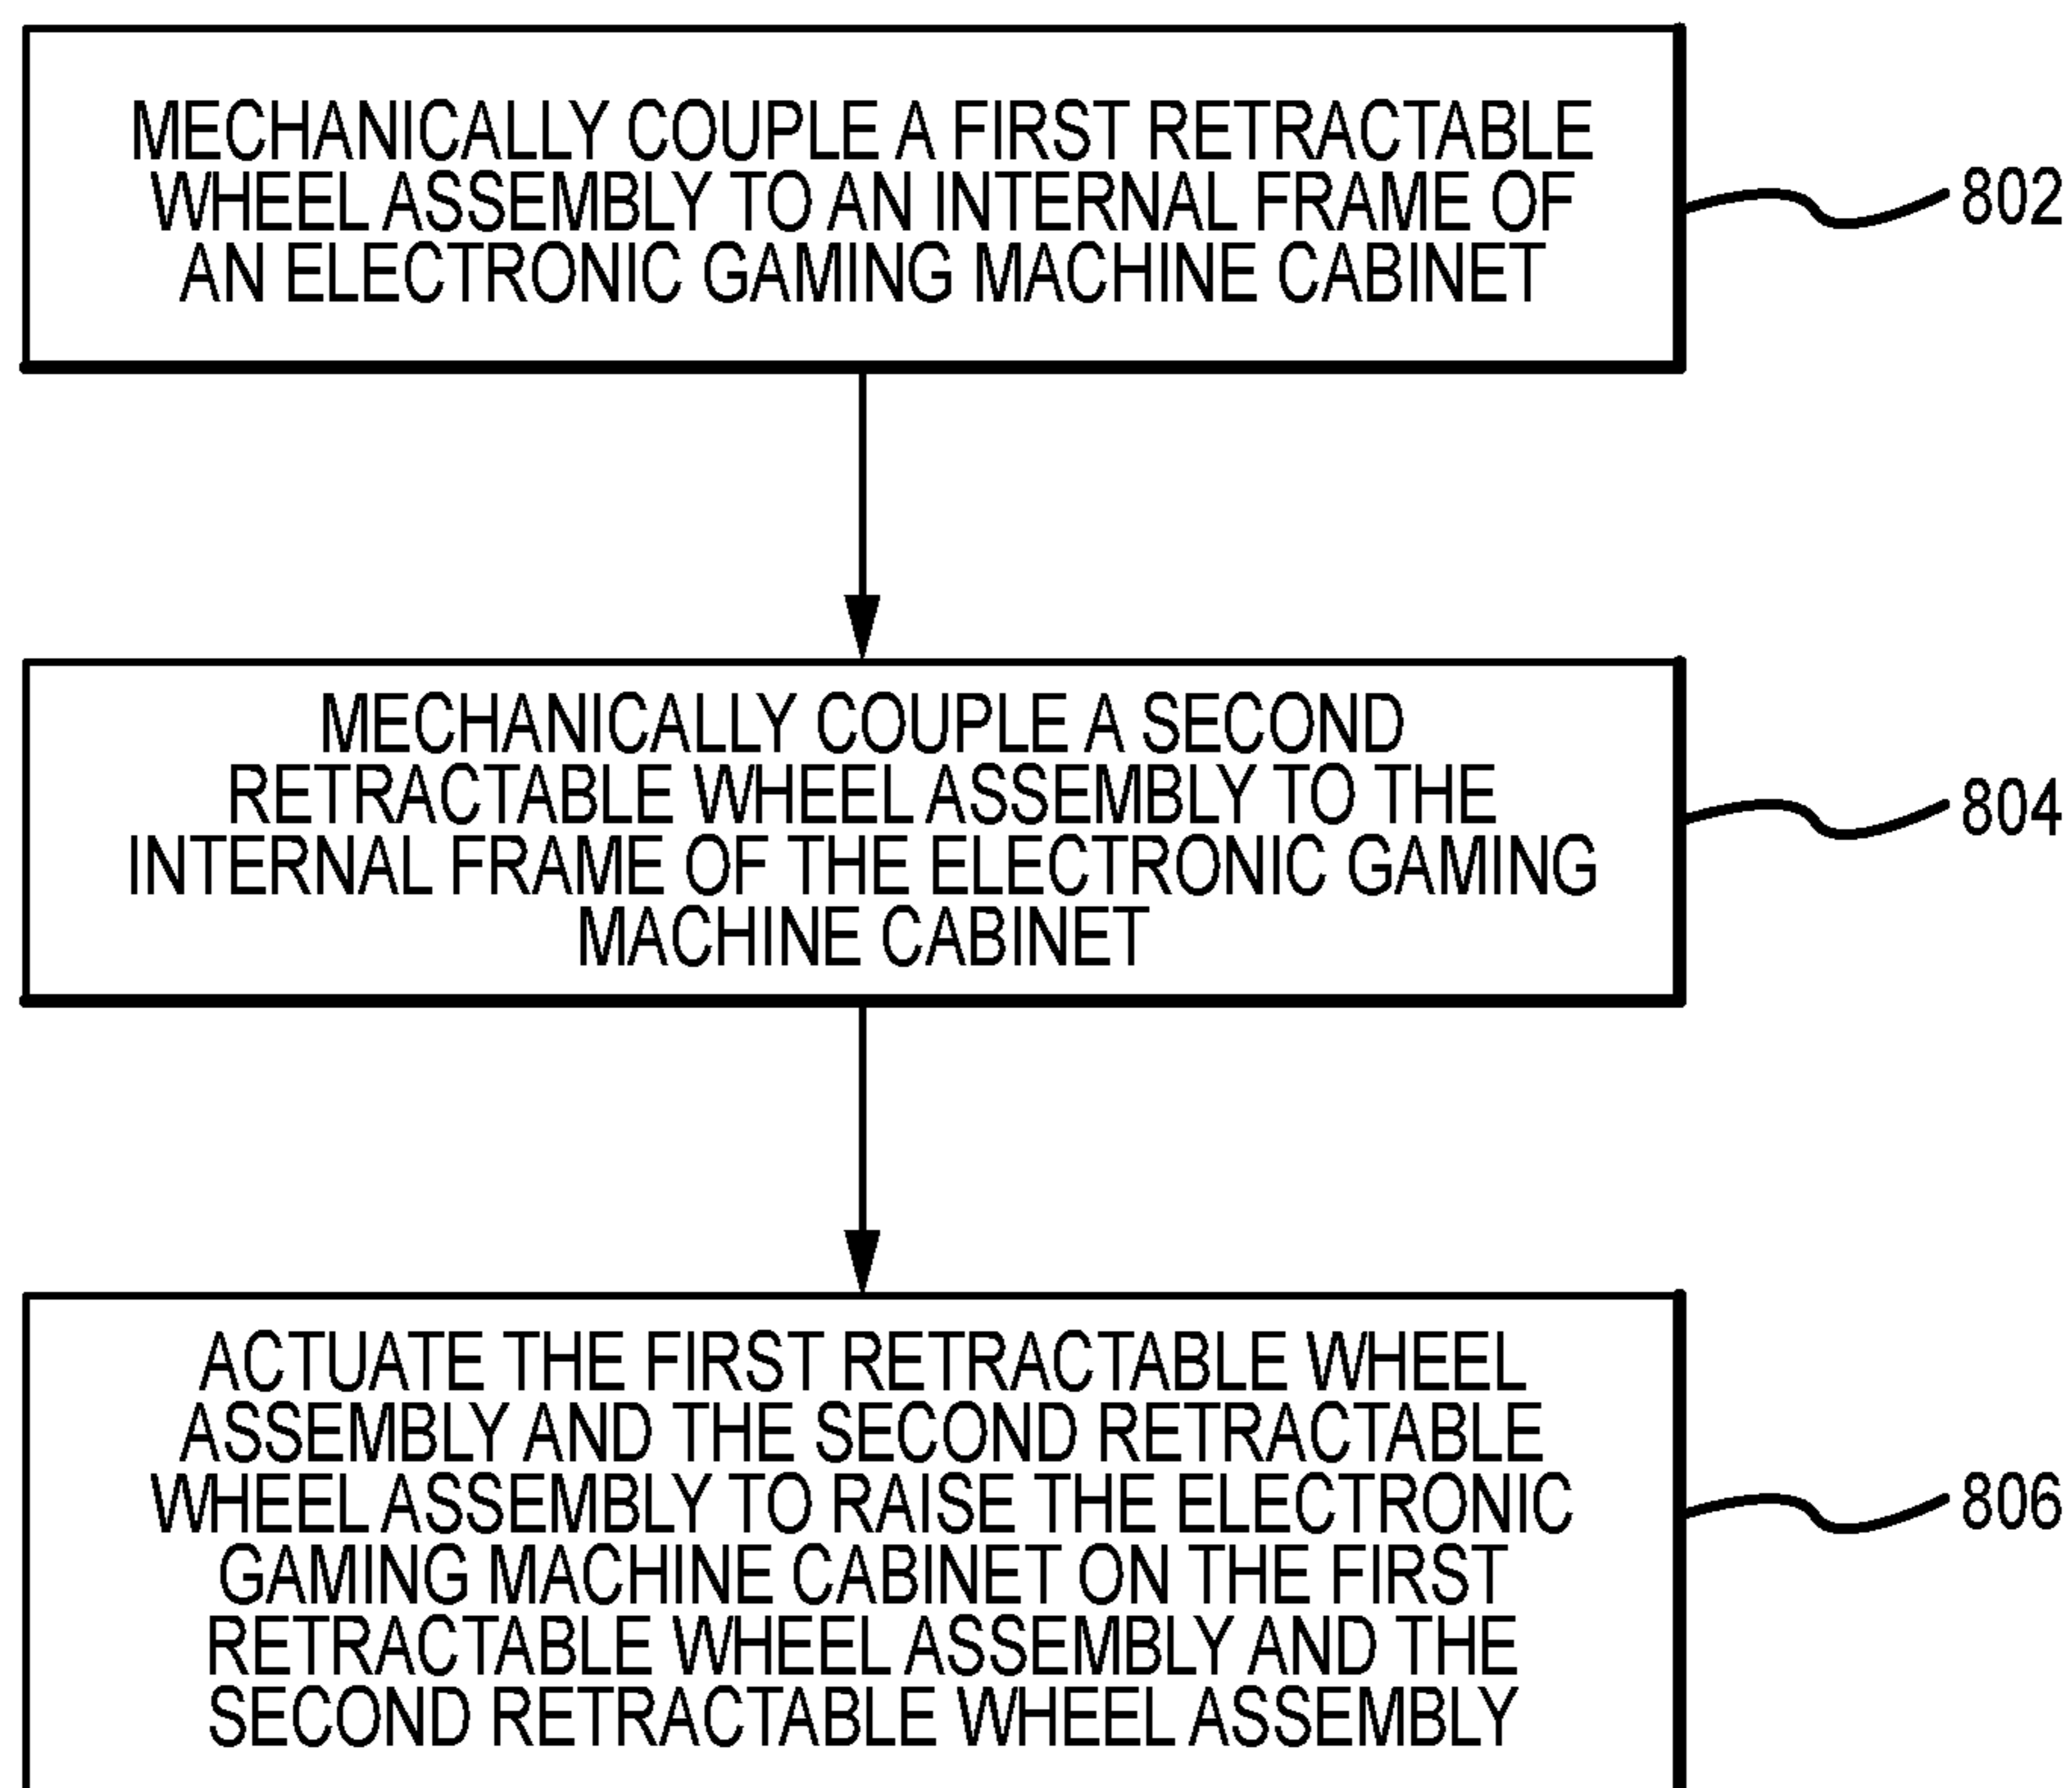 MECHANICALLY COUPLE A FIRST RETRACTABLE
WHEEL ASSEMBLY TO AN INTERNAL FRAME OF
AN ELECTRONIC GAMING MACHINE CABINET
802
MECHANICALLY COUPLE A SECOND
RETRACTABLE WHEEL ASSEMBLY TO THE
INTERNAL FRAME OF THE ELECTRONIC GAMING
MACHINE CABINET
804
ACTUATE THE FIRST RETRACTABLE WHEEL
ASSEMBLY AND THE SECOND RETRACTABLE
WHEEL ASSEMBLY TO RAISE THE ELECTRONIC
GAMING MACHINE CABINET ON THE FIRST
RETRACTABLE WHEEL ASSEMBLY AND THE
SECOND RETRACTABLE WHEEL ASSEMBLY
806